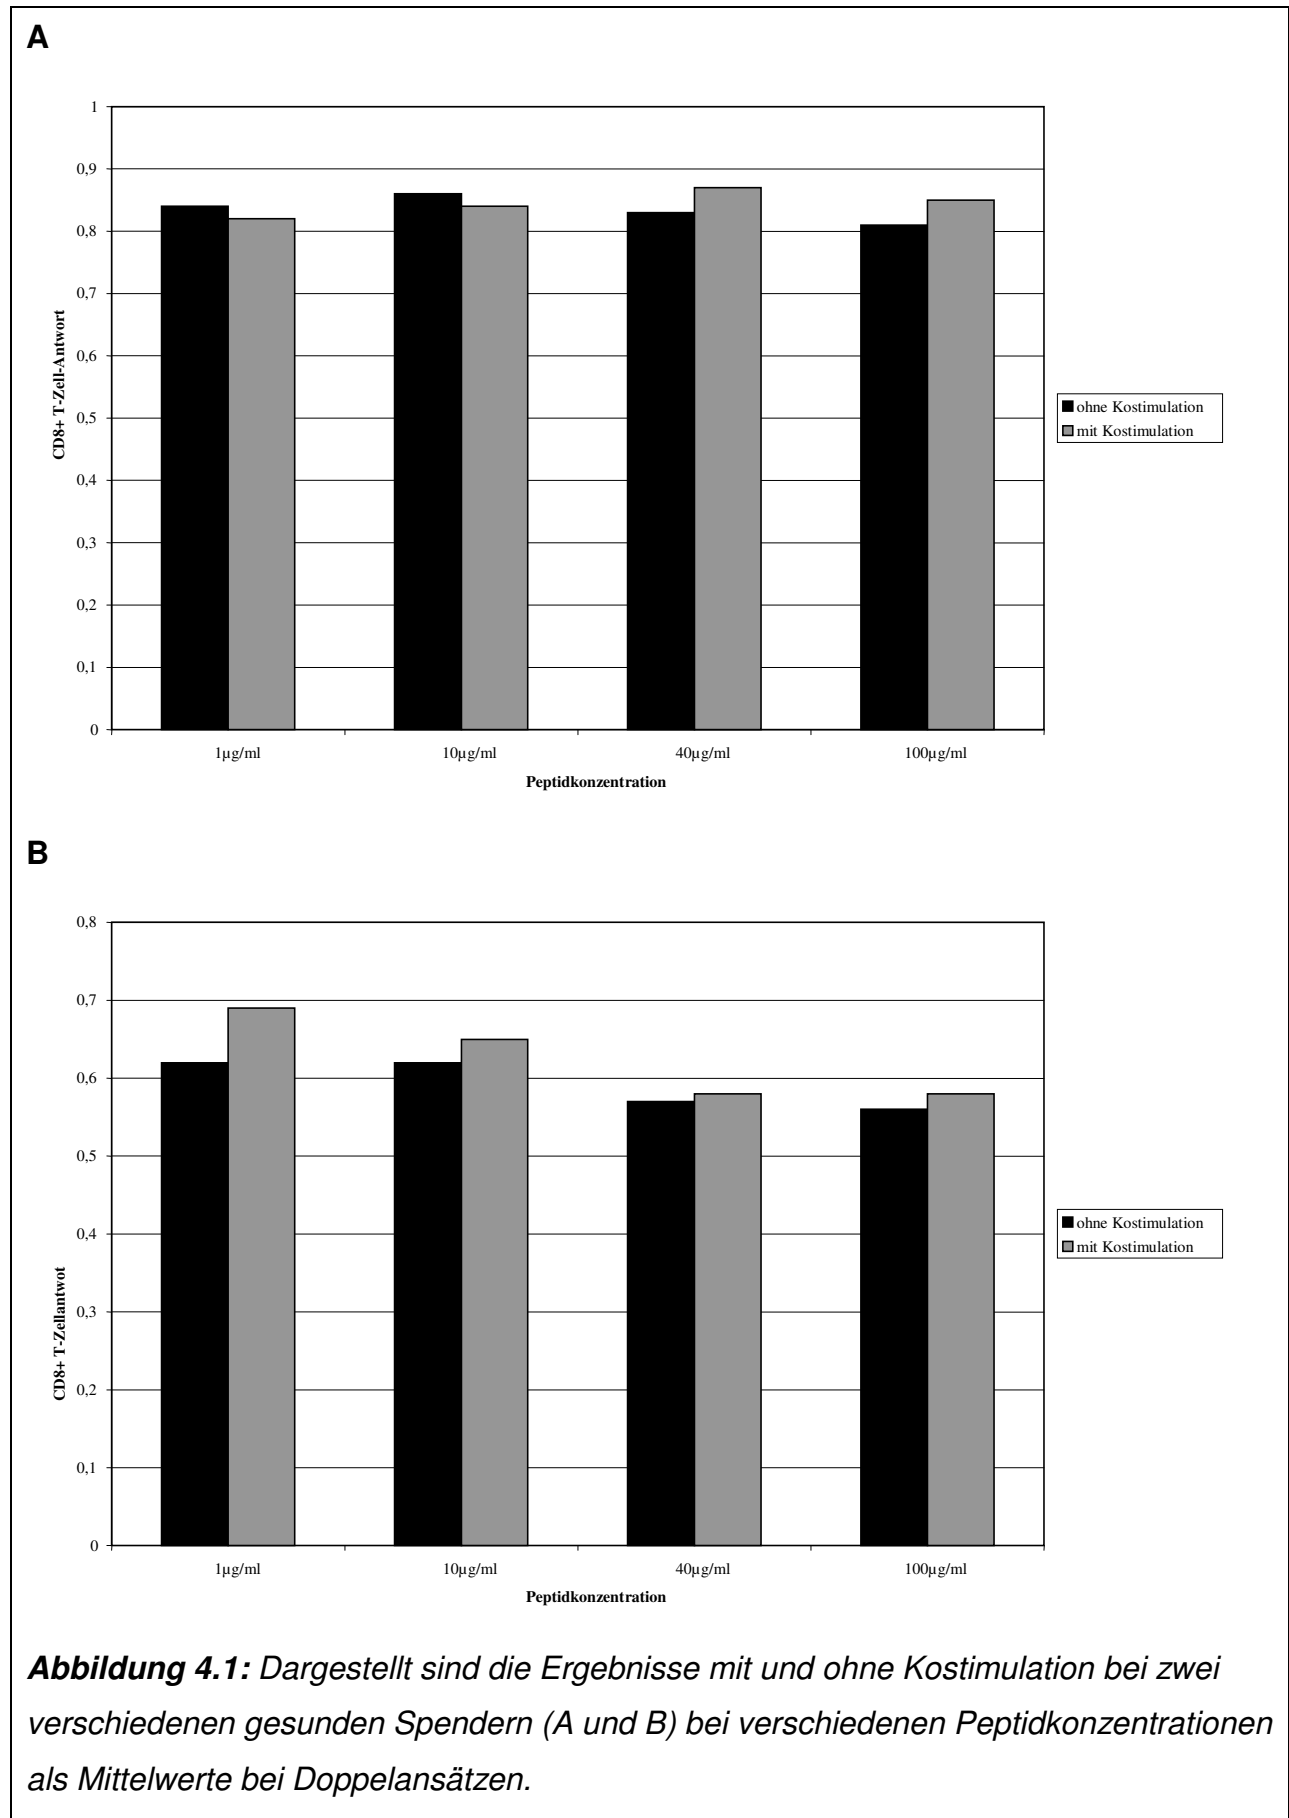 A
1
0,9
0,8
0,7
0,6
0,5
0,4
0,3
0,2
0,1
0
CD8+ T-Zell-Antwort
1µg/ml 10µg/ml 40µg/ml 100µg/ml
Peptidkonzentration
ohne Kostimulation
mit Kostimulation
B
0,8
0,7
0,6
0,5
0,4
0,3
0,2
0,1
0
CD8+ T-Zellantwot
1µg/ml 10µg/ml 40µg/ml 100µg/ml
Peptidkonzentration
ohne Kostimulation
mit Kostimulation
Abbildung 4.1: Dargestellt sind die Ergebnisse mit und ohne Kostimulation bei zwei
verschiedenen gesunden Spendern (A und B) bei verschiedenen Peptidkonzentrationen
als Mittelwerte bei Doppelansätzen.